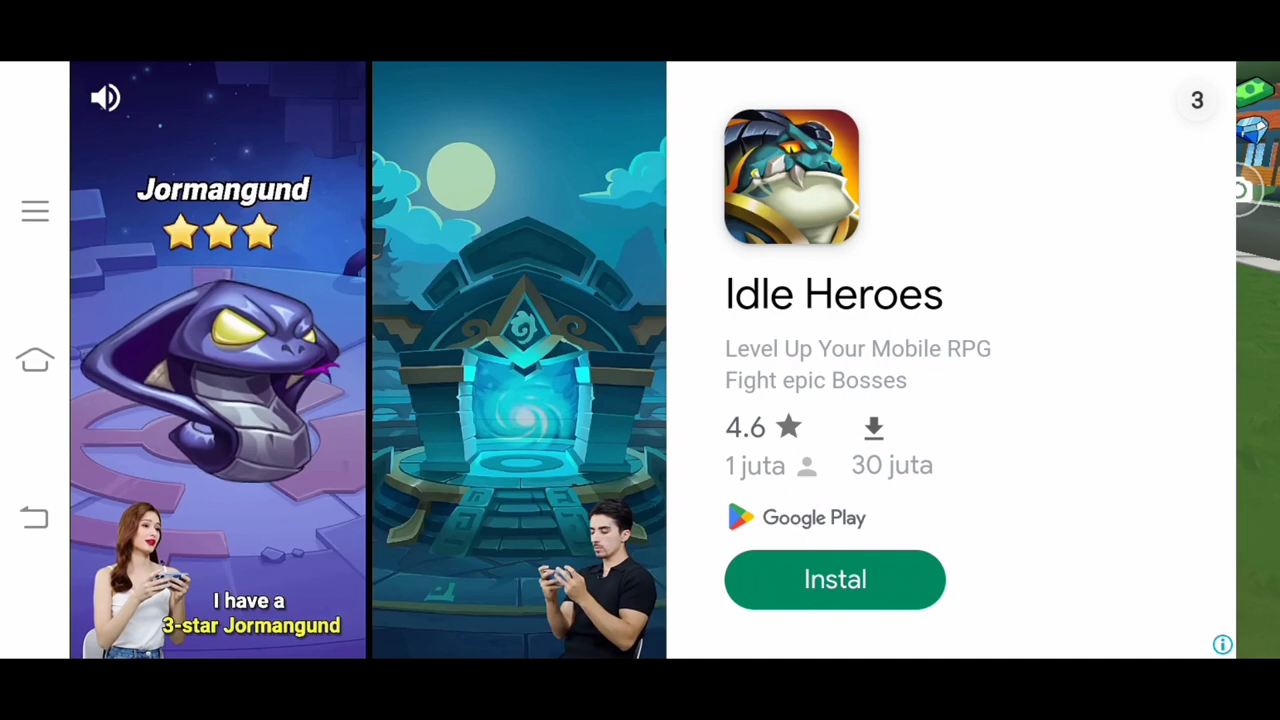 Jormangund
I have a
3-star Jormangund
3
Idle Heroes
Level Up Your Mobile RPG
Fight epic Bosses
4.6
1 juta
30 juta
Google Play
Instal